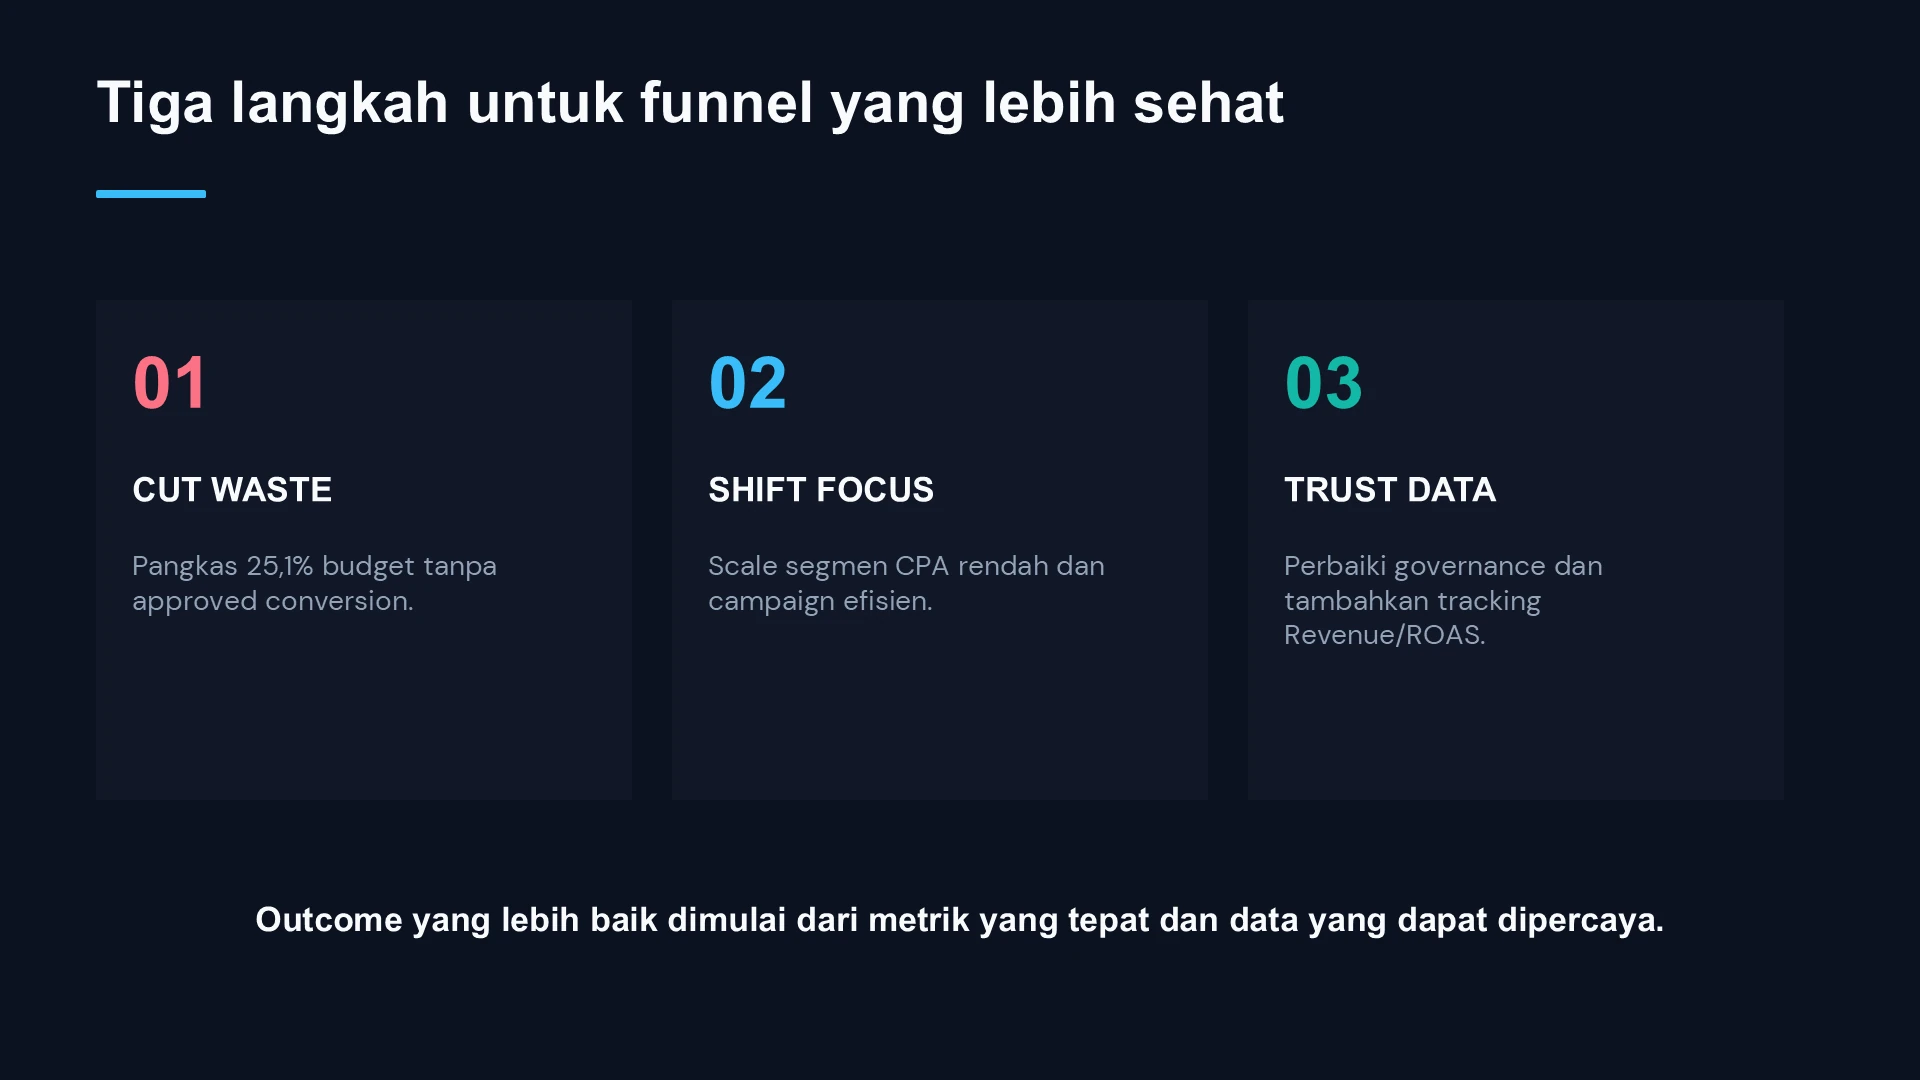 Tiga langkah untuk funnel yang lebih sehat
01
CUT WASTE
Pangkas 25,1% budget tanpa
approved conversion.
02
SHIFT FOCUS
Scale segmen CPA rendah dan
campaign efisien.
03
TRUST DATA
Perbaiki governance dan
tambahkan tracking
Revenue/ROAS.
Outcome yang lebih baik dimulai dari metrik yang tepat dan data yang dapat dipercaya.